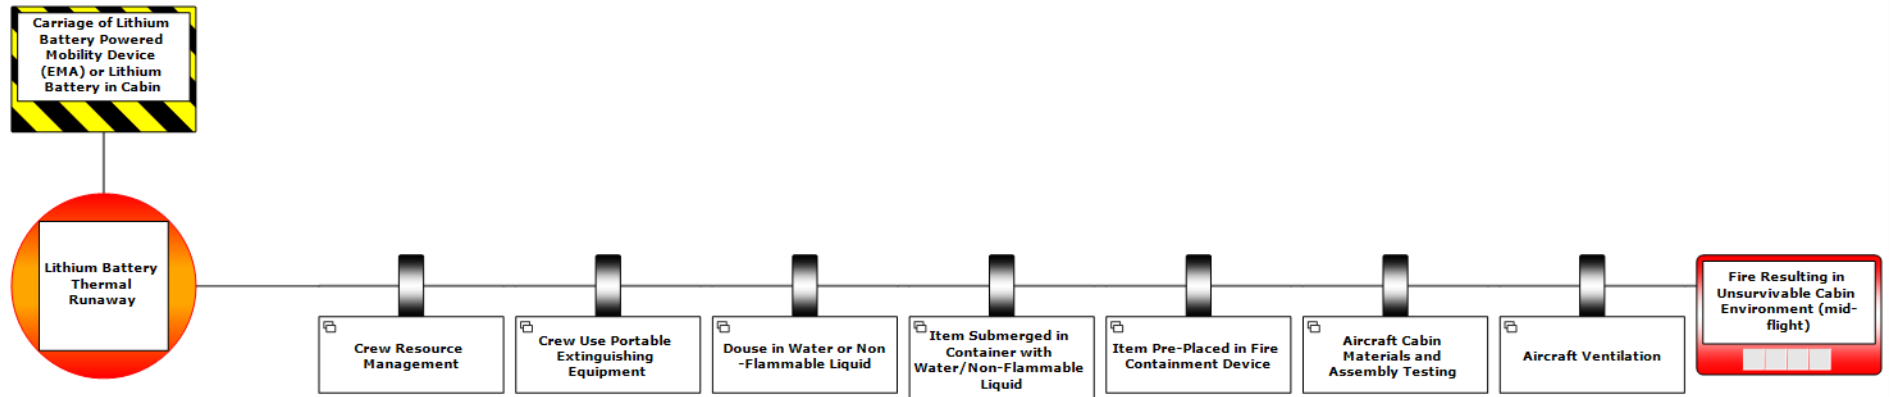 Carriage of Lithium
Battery Powered
Mobility Device
(EMA) or Lithium
Battery in Cabin
Lithium Battery
Thermal
Runaway
Crew Resource
Management
Crew Use Portable
Extinguishing
Equipment
Douse in Water or Non
-Flammable Liquid
Item Submerged in
Container with
Water/Non-Flammable
Liquid
Item Pre-Placed in Fire
Containment Device
Aircraft Cabin
Materials and
Assembly Testing
Aircraft Ventilation
Fire Resulting in
Unsurvivable Cabin
Environment (mid-
flight)